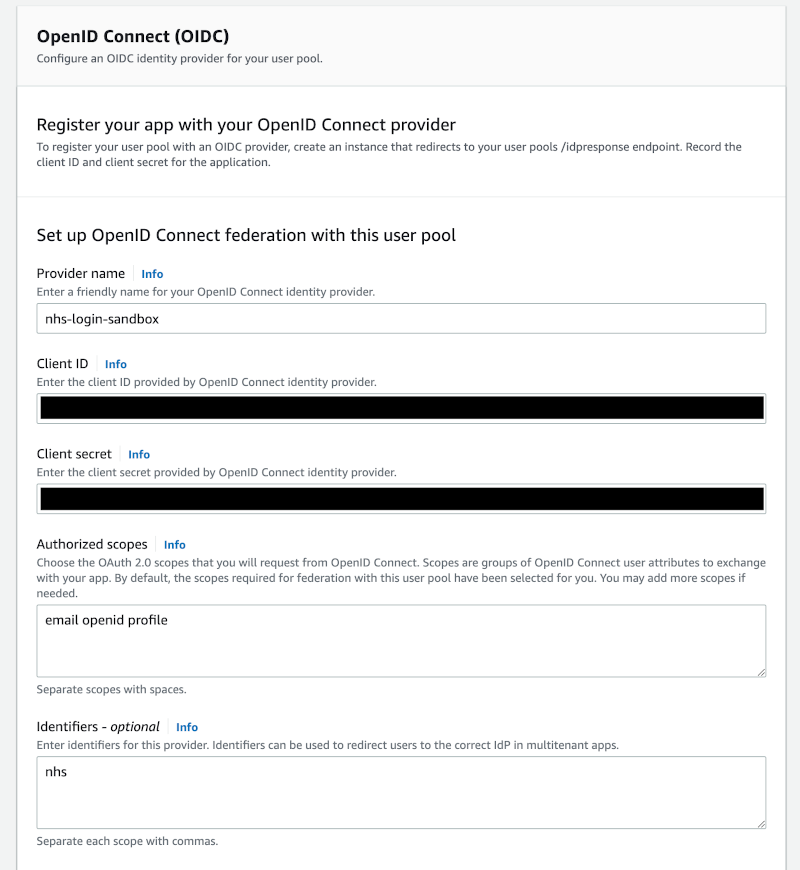 OpenID Connect (OIDC)
Configure an OIDC identity provider for your user pool.
Register your app with your OpenID Connect provider
To register your user pool with an OIDC provider, create an instance that redirects to your user pools /idpresponse endpoint. Record the
client ID and client secret for the application.
Set up OpenID Connect federation with this user pool
Provider name Info
Enter a friendly name for your OpenID Connect identity provider.
nhs-login-sandbox
Client ID Info
Enter the client ID provided by OpenID Connect identity provider.
Client secret Info
Enter the client secret provided by OpenID Connect identity provider.
Authorized scopes Info
Choose the OAuth 2.0 scopes that you will request from OpenID Connect. Scopes are groups of OpenID Connect user attributes to exchange
with your app. By default, the scopes required for federation with this user pool have been selected for you. You may add more scopes if
needed.
email openid profile
Separate scopes with spaces.
Identifiers - optional Info
Enter identifiers for this provider. Identifiers can be used to redirect users to the correct IdP in multitenant apps.
nhs
Separate each scope with commas.